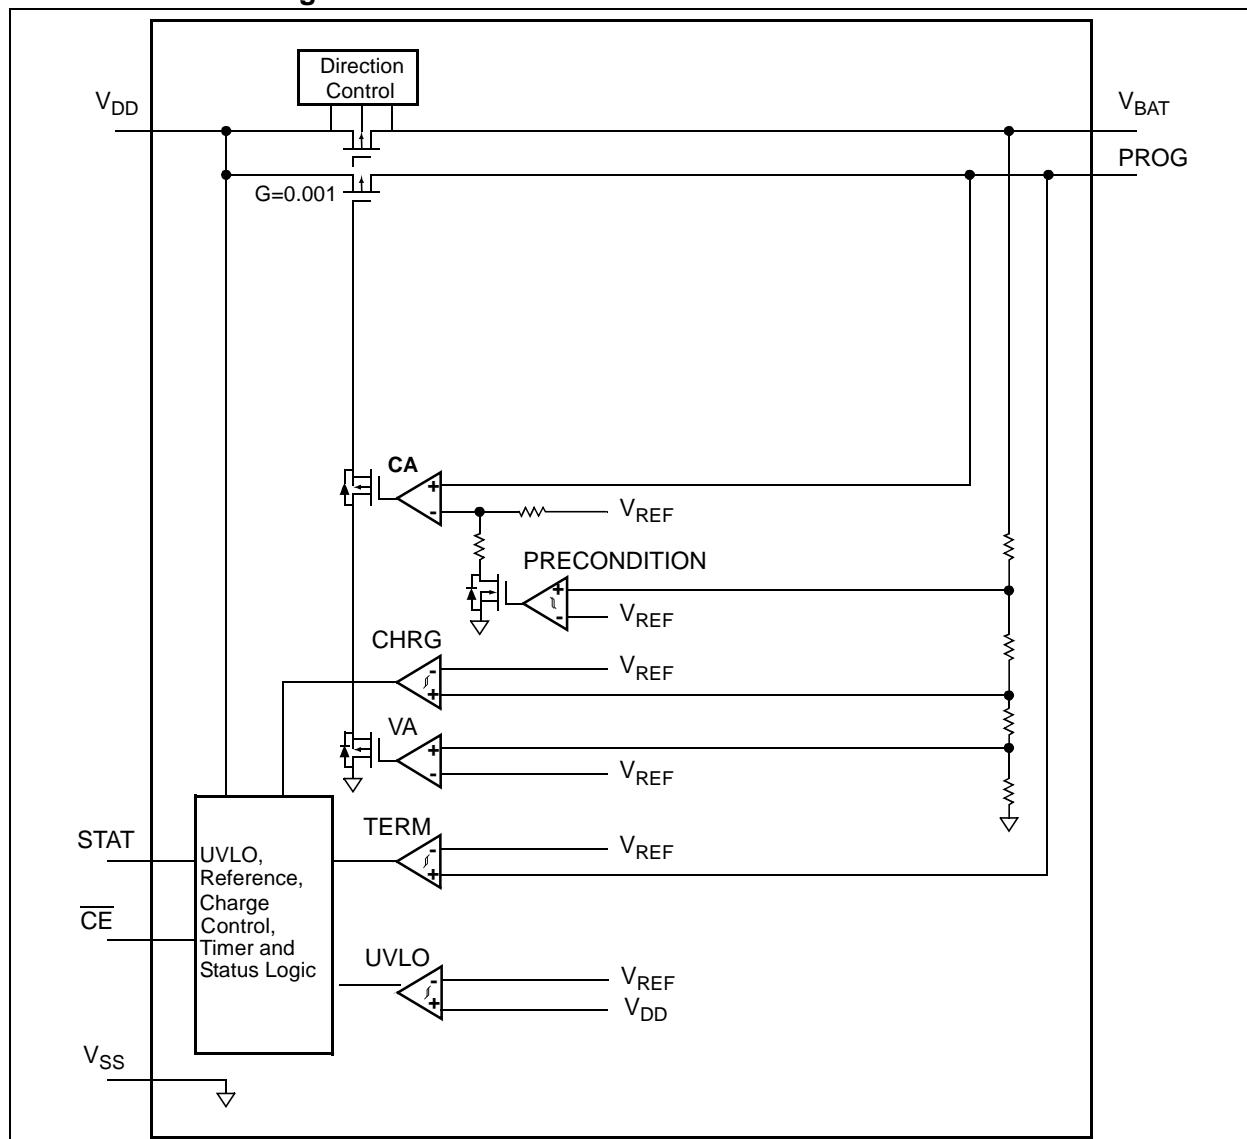 Direction
Control
VDD
VBAT
PROG
G=0.001
CA
+
-
VREF
PRECONDITION
+
-
VREF
CHRG
-
+
VREF
VA
+
-
VREF
STAT
TERM
-
+
VREF
UVLO,
Reference,
Charge
Control,
Timer and
Status Logic
CE
UVLO
-
+
VREF
VDD
VSS